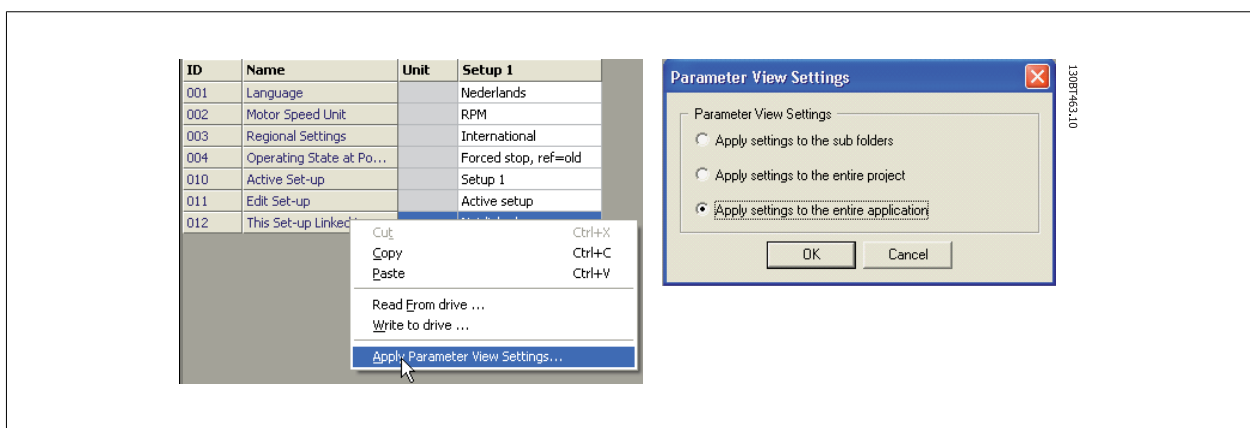 ID Name Unit Setup 1
001 Language Nederlands
002 Motor Speed Unit RPM
003 Regional Settings International
004 Operating State at Po... Forced stop, ref=old
010 Active Set-up Setup 1
011 Edit Set-up Active setup
012 This Set-up Linked
Cut Ctrl+X
Copy Ctrl+C
Paste Ctrl+V
Read From drive ...
Write to drive ...
Apply Parameter View Settings...
Parameter View Settings
Parameter View Settings
Apply settings to the sub folders
Apply settings to the entire project
Apply settings to the entire application
OK Cancel
130BT463.10